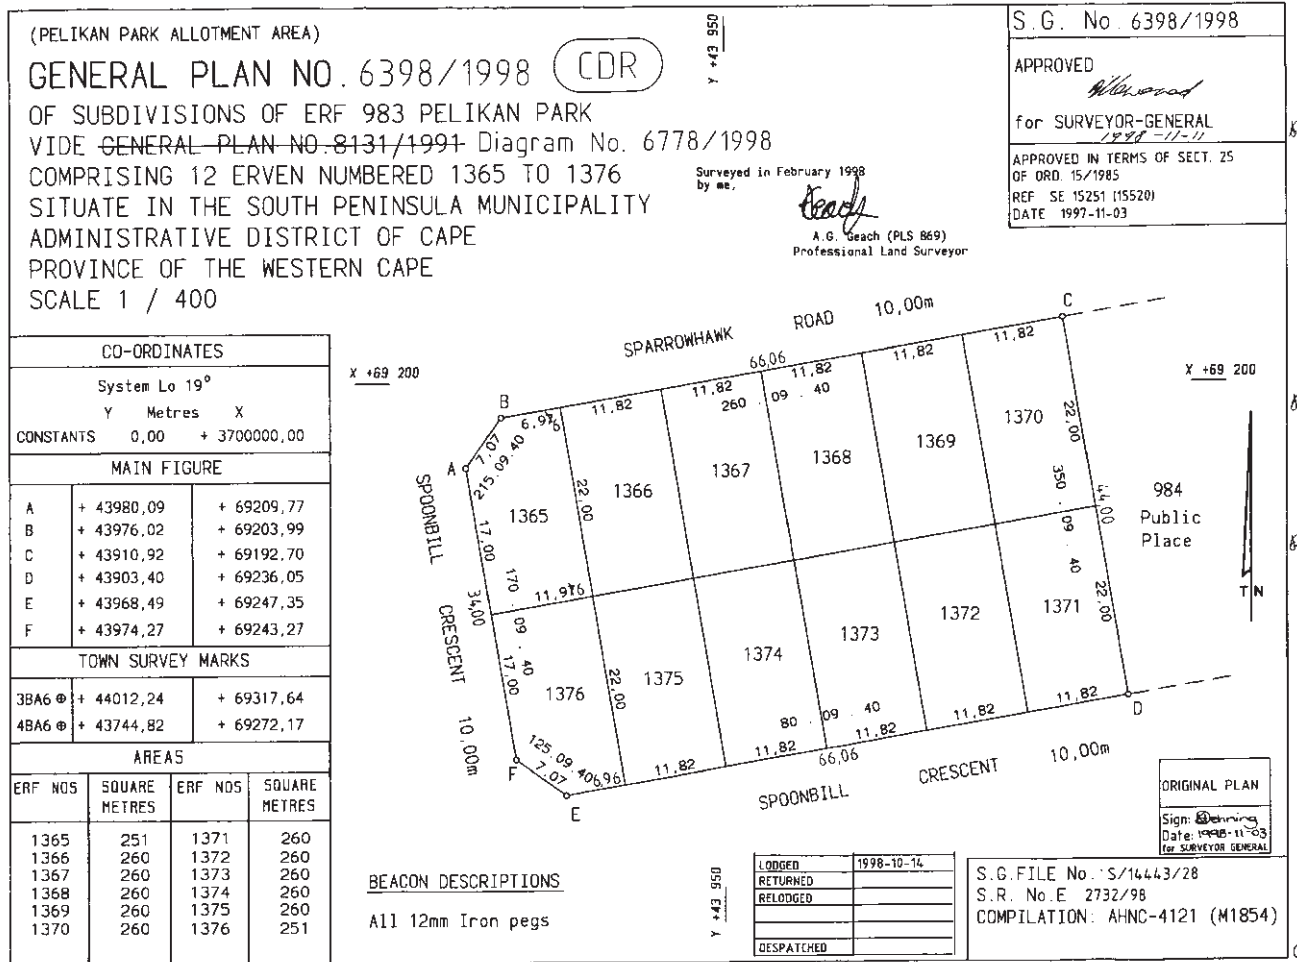 (PELIKAN PARK ALLOTMENT AREA)
GENERAL PLAN NO. 6398/1998 CDR
OF SUBDIVISIONS OF ERF 983 PELIKAN PARK
VIDE GENERAL PLAN NO.8131/1991 Diagram No. 6778/1998
COMPRISING 12 ERVEN NUMBERED 1365 TO 1376
SITUATE IN THE SOUTH PENINSULA MUNICIPALITY
ADMINISTRATIVE DISTRICT OF CAPE
PROVINCE OF THE WESTERN CAPE
SCALE 1 / 400
Y +43 950
Surveyed in February 1998
by me,
A.G. Geach (PLS 869)
Professional Land Surveyor
S.G. No 6398/1998
APPROVED
for SURVEYOR-GENERAL
1998-11-11
APPROVED IN TERMS OF SECT. 25
OF ORD. 15/1985
REF SE 15251 (15520)
DATE 1997-11-03
CO-ORDINATES
System Lo 19°
Y Metres X
CONSTANTS 0,00 + 3700000,00
MAIN FIGURE
A + 43980,09 + 69209,77
B + 43976,02 + 69203,99
C + 43910,92 + 69192,70
D + 43903,40 + 69236,05
E + 43968,49 + 69247,35
F + 43974,27 + 69243,27
TOWN SURVEY MARKS
3BA6 ⊕ + 44012,24 + 69317,64
4BA6 ⊕ + 43744,82 + 69272,17
AREAS
ERF NOS SQUARE METRES ERF NOS SQUARE METRES
1365 251 1371 260
1366 260 1372 260
1367 260 1373 260
1368 260 1374 260
1369 260 1375 260
1370 260 1376 251
X +69 200
X +69 200
SPARROWHAWK ROAD 10,00m
66,06
260 . 09 . 40
A
B
C
D
E
F
7.07
215.09.40
6,976
11,82
11,82
11,82
11,82
11,82
1365
1366
1367
1368
1369
1370
22,00
22,00
350 . 09 . 40
44,00
22,00
984
Public
Place
T N
SPOONBILL
CRESCENT
10,00m
17,00
34,00
17,00
170 . 09 . 40
11,976
1376
1375
1374
1373
1372
1371
22,00
125.09.40
7.07
6,96
11,82
11,82
11,82
11,82
11,82
80 . 09 . 40
66,06
SPOONBILL CRESCENT 10,00m
BEACON DESCRIPTIONS
All 12mm Iron pegs
Y +43 950
LODGED 1998-10-14
RETURNED
RELODGED
DESPATCHED
ORIGINAL PLAN
Sign:
Date: 1998-11-03
for SURVEYOR GENERAL
S.G.FILE No. S/14443/28
S.R. No.E 2732/98
COMPILATION: AHNC-4121 (M1854)